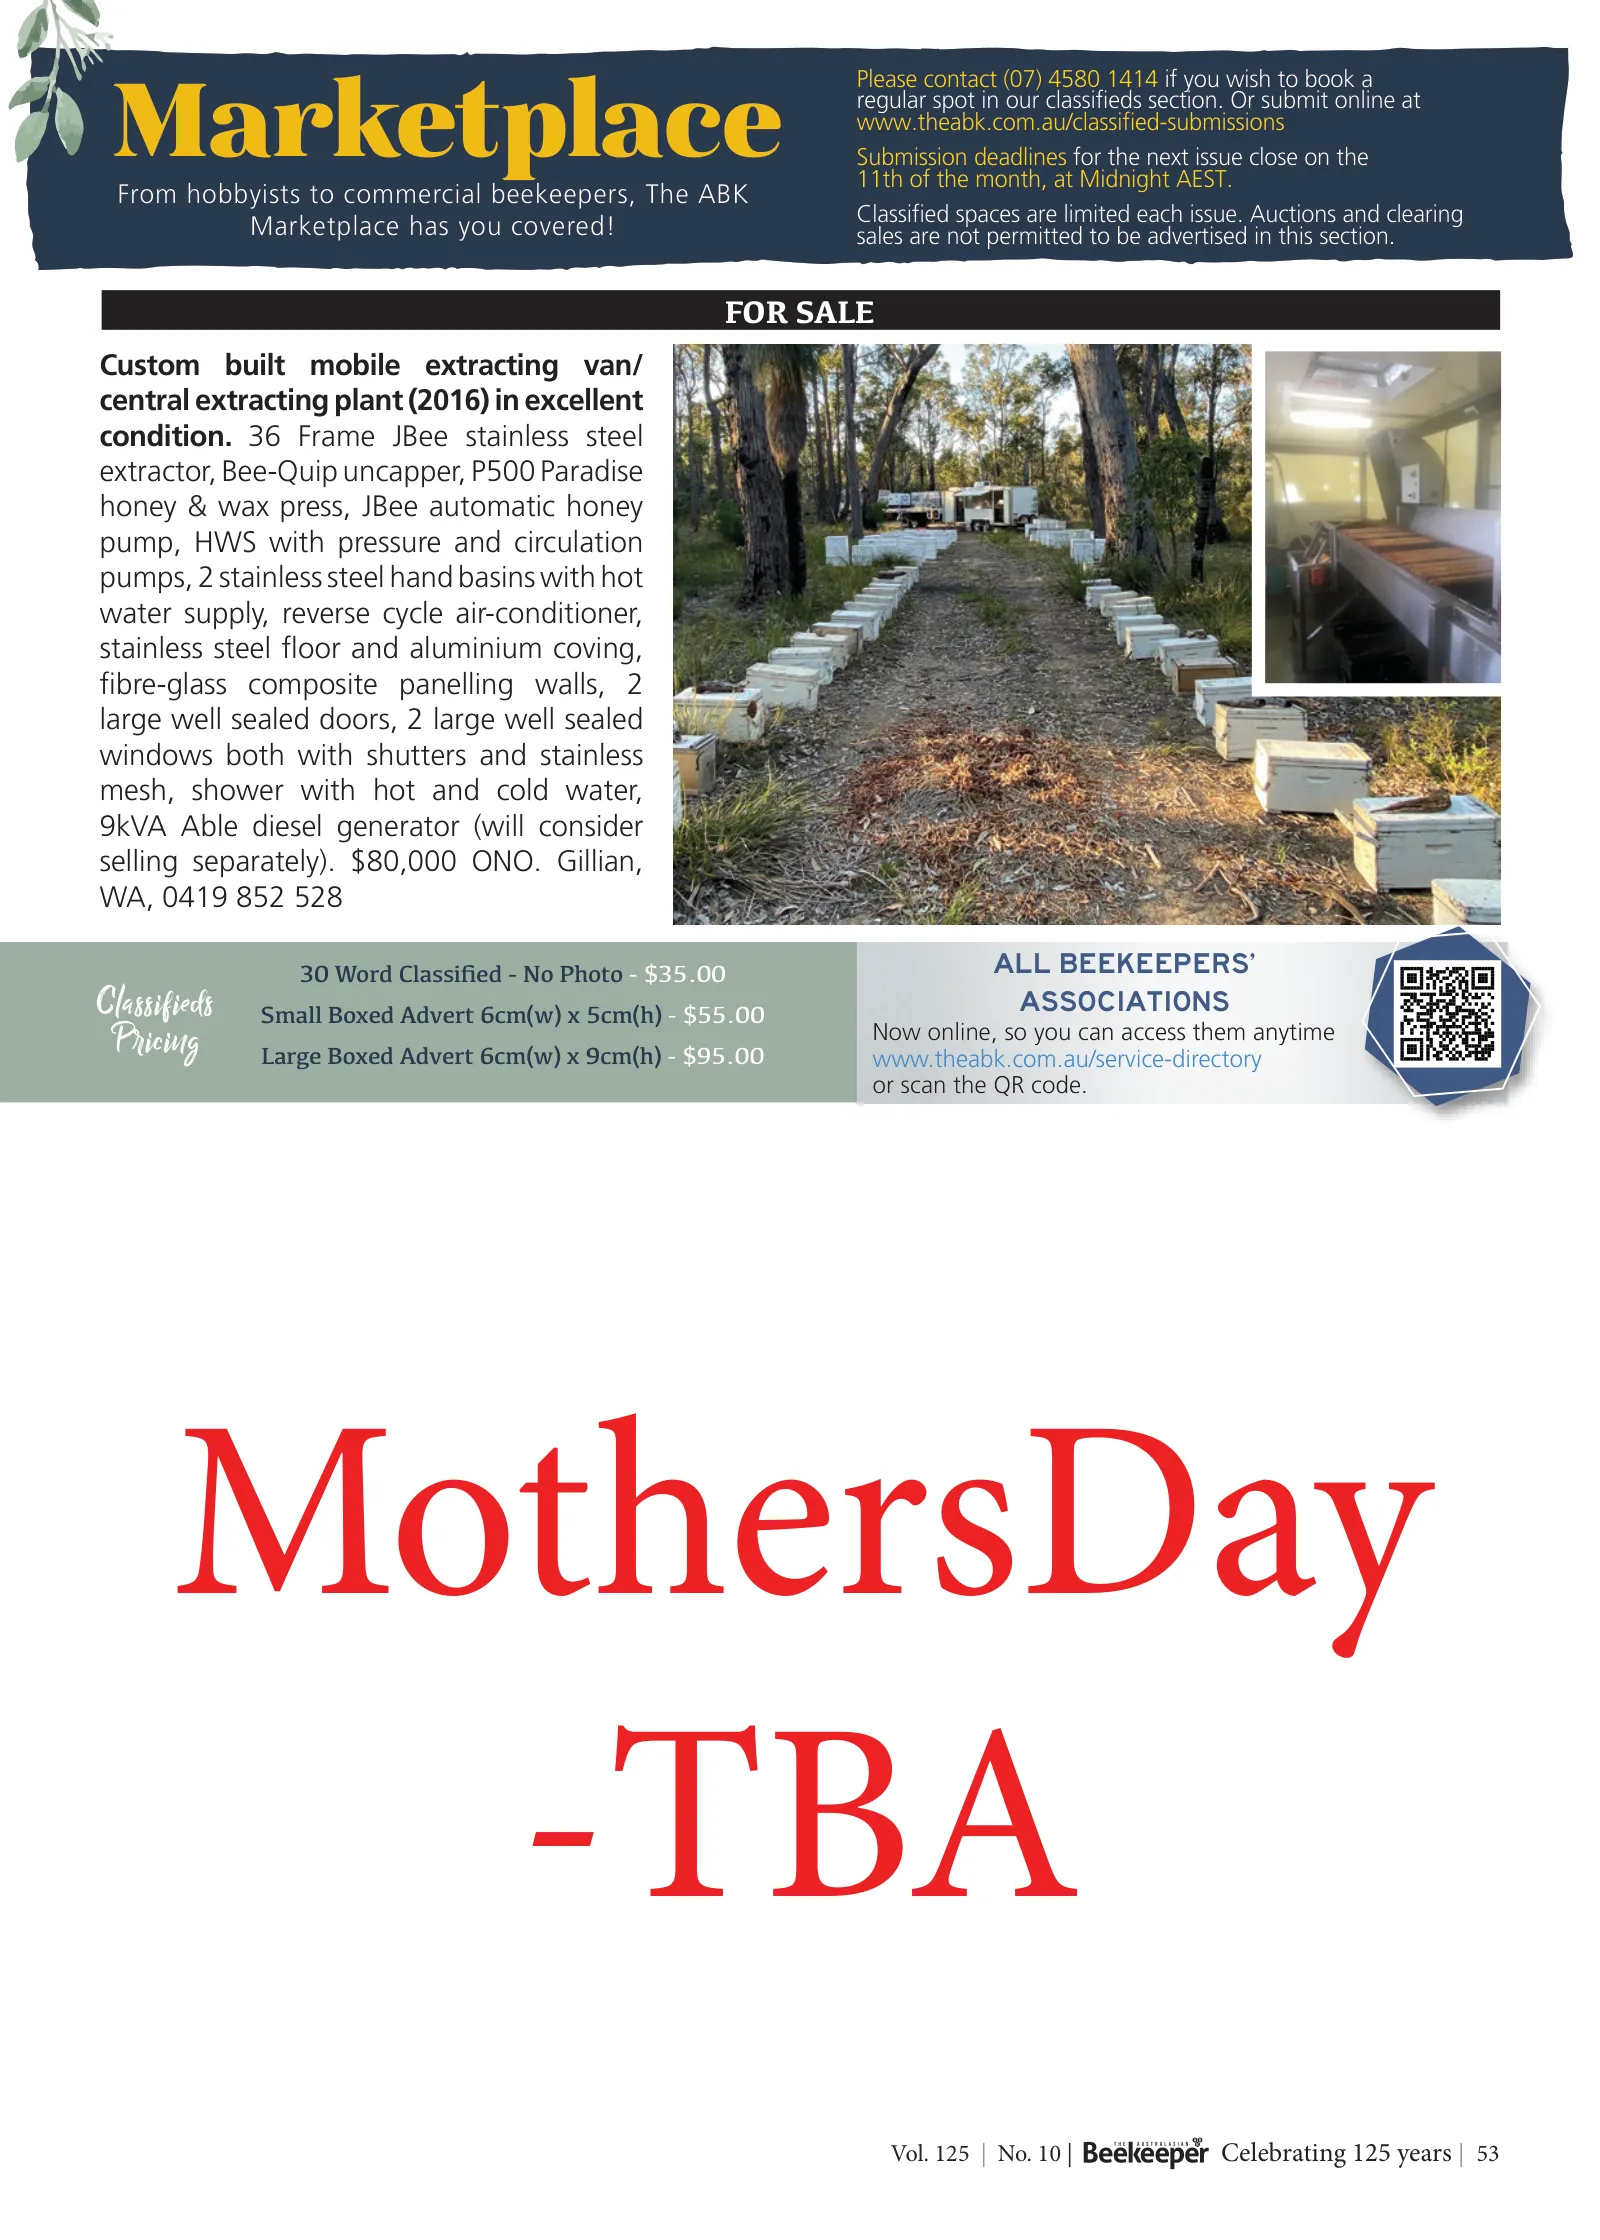 Marketplace
From hobbyists to commercial beekeepers, The ABK
Marketplace has you covered!
Please contact (07) 4580 1414 if you wish to book a
regular spot in our classifieds section. Or submit online at
www.theabk.com.au/classified-submissions
Submission deadlines for the next issue close on the
11th of the month, at Midnight AEST.
Classified spaces are limited each issue. Auctions and clearing
sales are not permitted to be advertised in this section.
FOR SALE
Custom built mobile extracting van/
central extracting plant (2016) in excellent
condition. 36 Frame JBee stainless steel
extractor, Bee-Quip uncapper, P500 Paradise
honey & wax press, JBee automatic honey
pump, HWS with pressure and circulation
pumps, 2 stainless steel hand basins with hot
water supply, reverse cycle air-conditioner,
stainless steel floor and aluminium coving,
fibre-glass composite panelling walls, 2
large well sealed doors, 2 large well sealed
windows both with shutters and stainless
mesh, shower with hot and cold water,
9kVA Able diesel generator (will consider
selling separately). $80,000 ONO. Gillian,
WA, 0419 852 528
Classifieds
Pricing
30 Word Classified - No Photo - $35.00
Small Boxed Advert 6cm(w) x 5cm(h) - $55.00
Large Boxed Advert 6cm(w) x 9cm(h) - $95.00
ALL BEEKEEPERS'
ASSOCIATIONS
Now online, so you can access them anytime
www.theabk.com.au/service-directory
or scan the QR code.
MothersDay
-TBA
Vol. 125 | No. 10 | THE AUSTRALASIAN Beekeeper Celebrating 125 years | 53